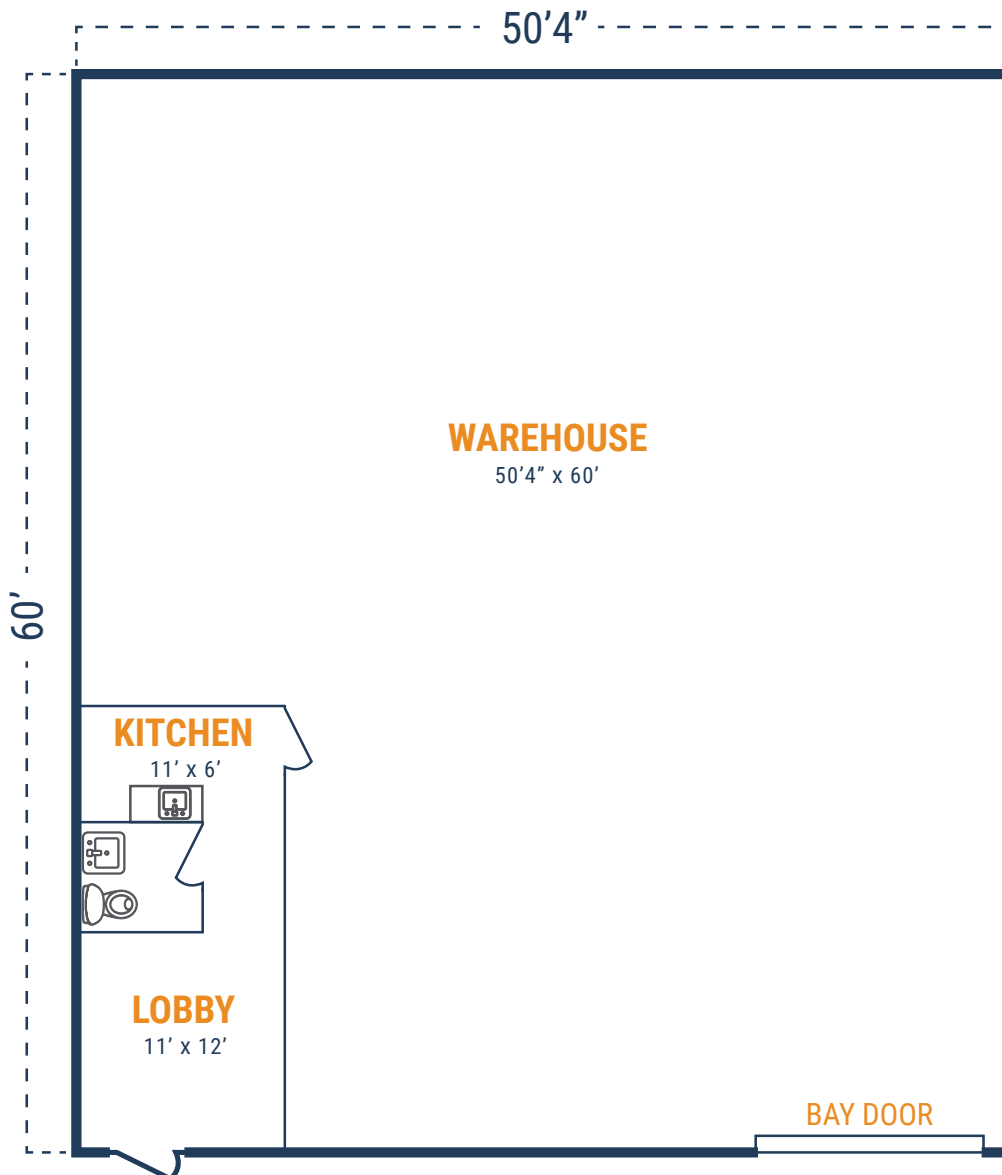 50’4”
60’
WAREHOUSE
50’4” x 60’
KITCHEN
11’ x 6’
LOBBY
11’ x 12’
BAY DOOR